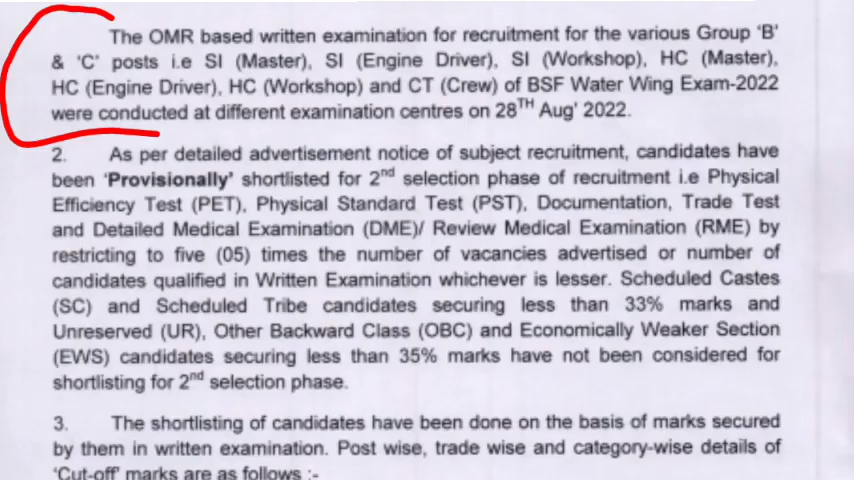 The OMR based written examination for recruitment for the various Group 'B'
& 'C' posts i.e SI (Master), SI (Engine Driver), SI (Workshop), HC (Master),
HC (Engine Driver), HC (Workshop) and CT (Crew) of BSF Water Wing Exam-2022
were conducted at different examination centres on 28TH Aug' 2022.
2. As per detailed advertisement notice of subject recruitment, candidates have
been 'Provisionally' shortlisted for 2nd selection phase of recruitment i.e Physical
Efficiency Test (PET), Physical Standard Test (PST), Documentation, Trade Test
and Detailed Medical Examination (DME)/ Review Medical Examination (RME) by
restricting to five (05) times the number of vacancies advertised or number of
candidates qualified in Written Examination whichever is lesser. Scheduled Castes
(SC) and Scheduled Tribe candidates securing less than 33% marks and
Unreserved (UR), Other Backward Class (OBC) and Economically Weaker Section
(EWS) candidates securing less than 35% marks have not been considered for
shortlisting for 2nd selection phase.
3. The shortlisting of candidates have been done on the basis of marks secured
by them in written examination. Post wise, trade wise and category-wise details of
'Cut-off' marks are as follows :-